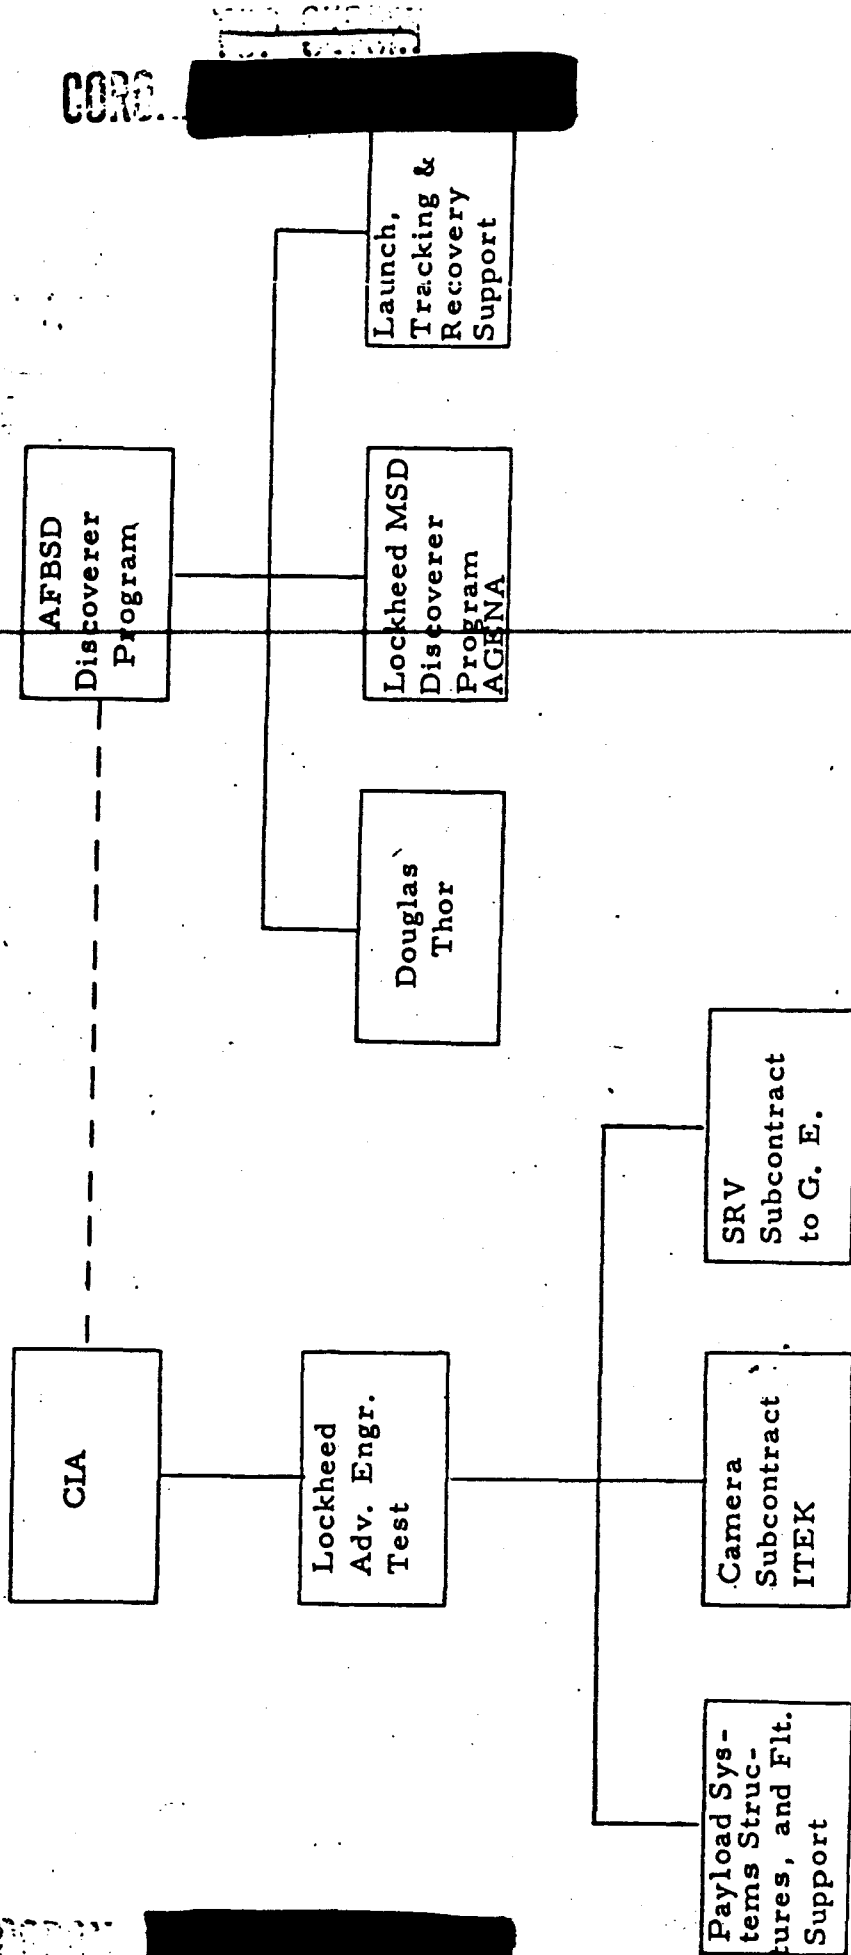 CIA
AFBSD
Discoverer
Program
Lockheed
Adv. Engr.
Test
Douglas
Thor
Lockheed MSD
Discoverer
Program
AGENA
Launch,
Tracking &
Recovery
Support
Payload Sys-
tems Struc-
tures, and Flt.
Support
Camera
Subcontract
ITEK
SRV
Subcontract
to G. E.